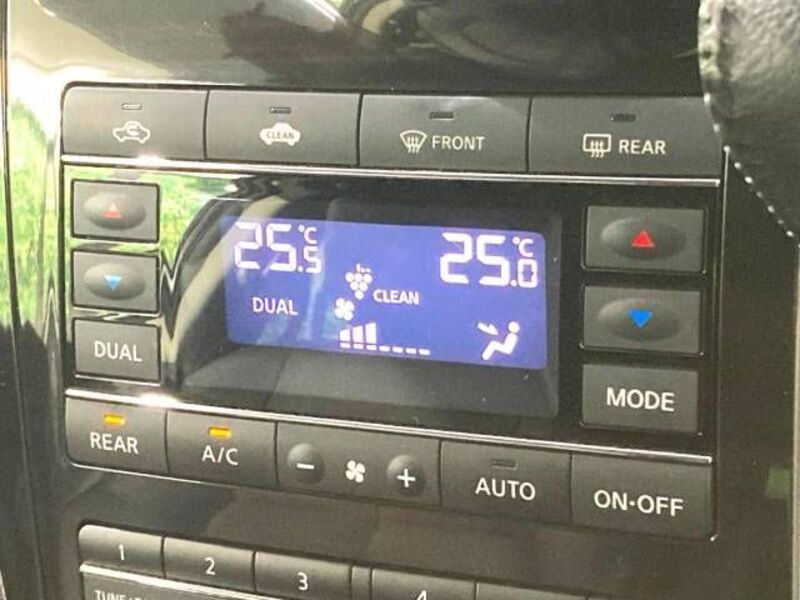 CLEAN FRONT REAR
25.5°C 25.0°C
DUAL CLEAN
DUAL
MODE
REAR A/C - + AUTO ON·OFF
1 2 3 4